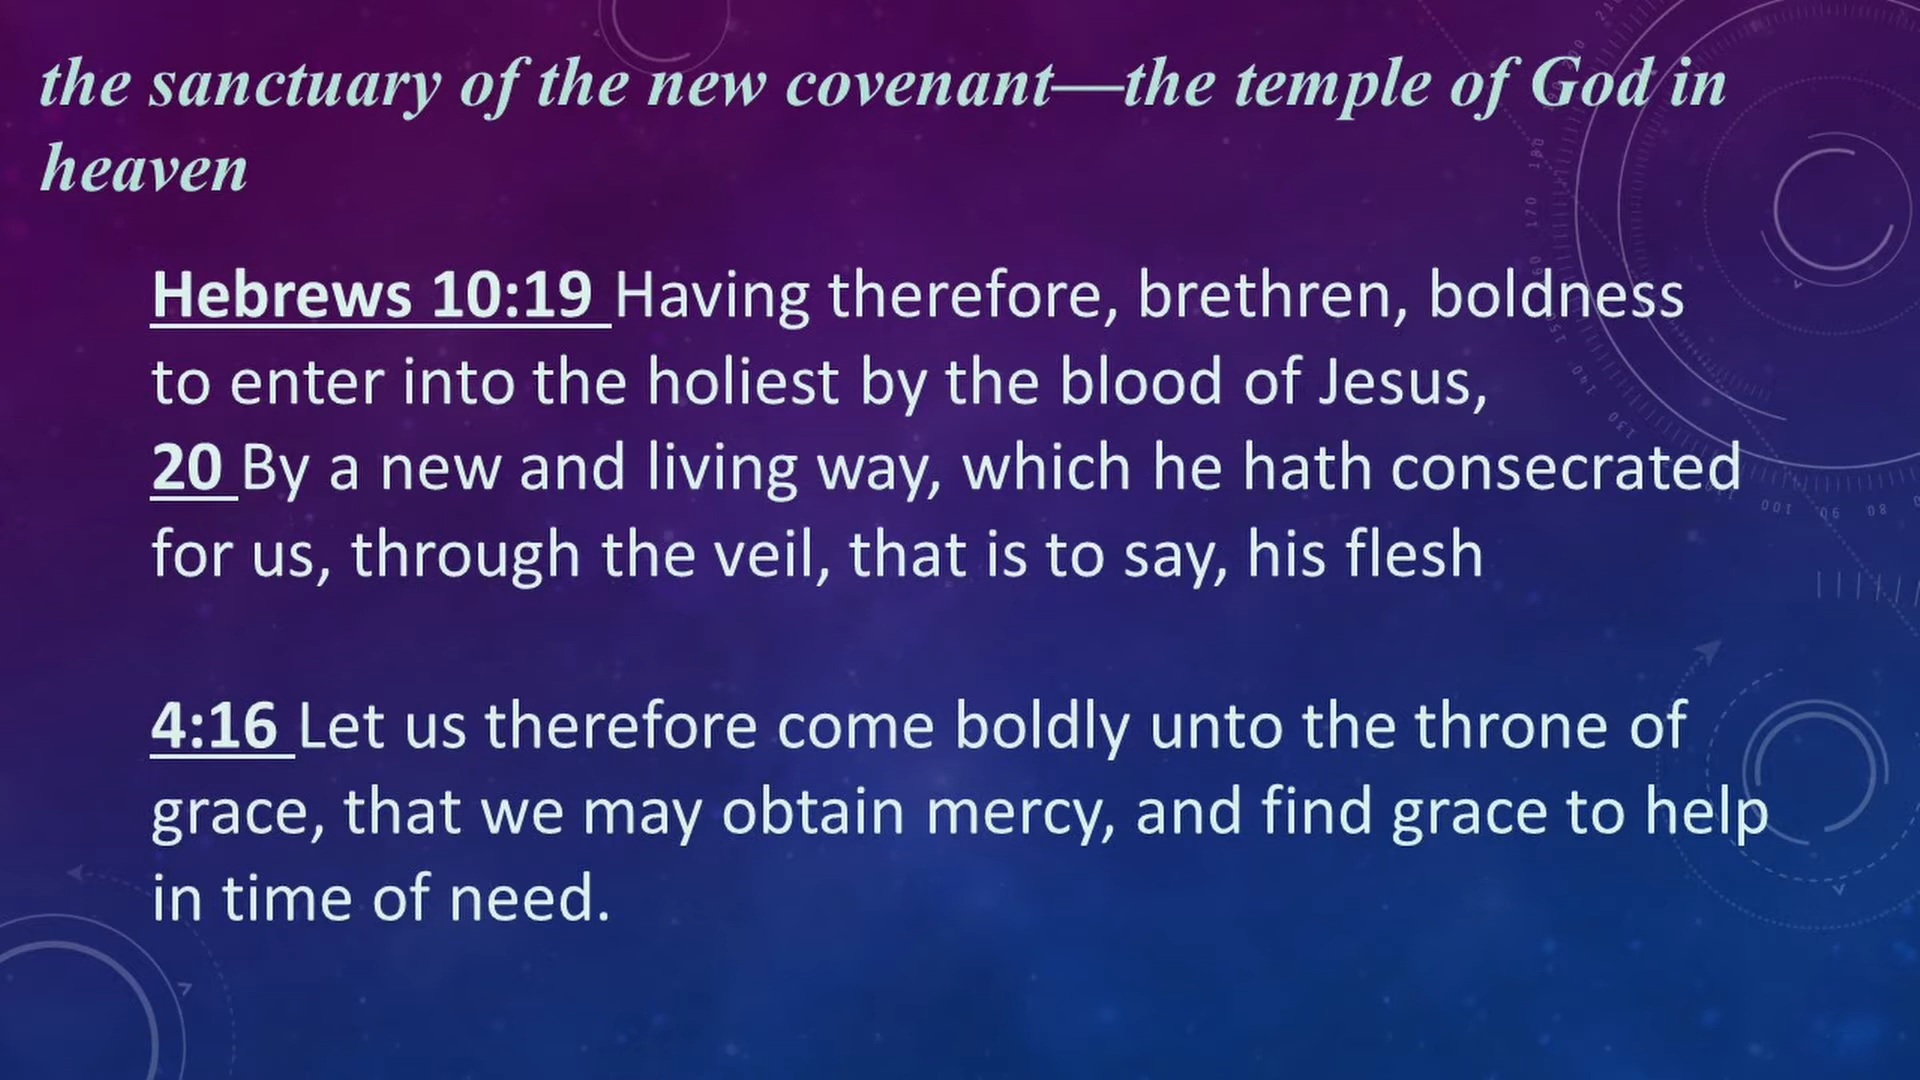 the sanctuary of the new covenant—the temple of God in
heaven
Hebrews 10:19 Having therefore, brethren, boldness
to enter into the holiest by the blood of Jesus,
20 By a new and living way, which he hath consecrated
for us, through the veil, that is to say, his flesh
4:16 Let us therefore come boldly unto the throne of
grace, that we may obtain mercy, and find grace to help
in time of need.